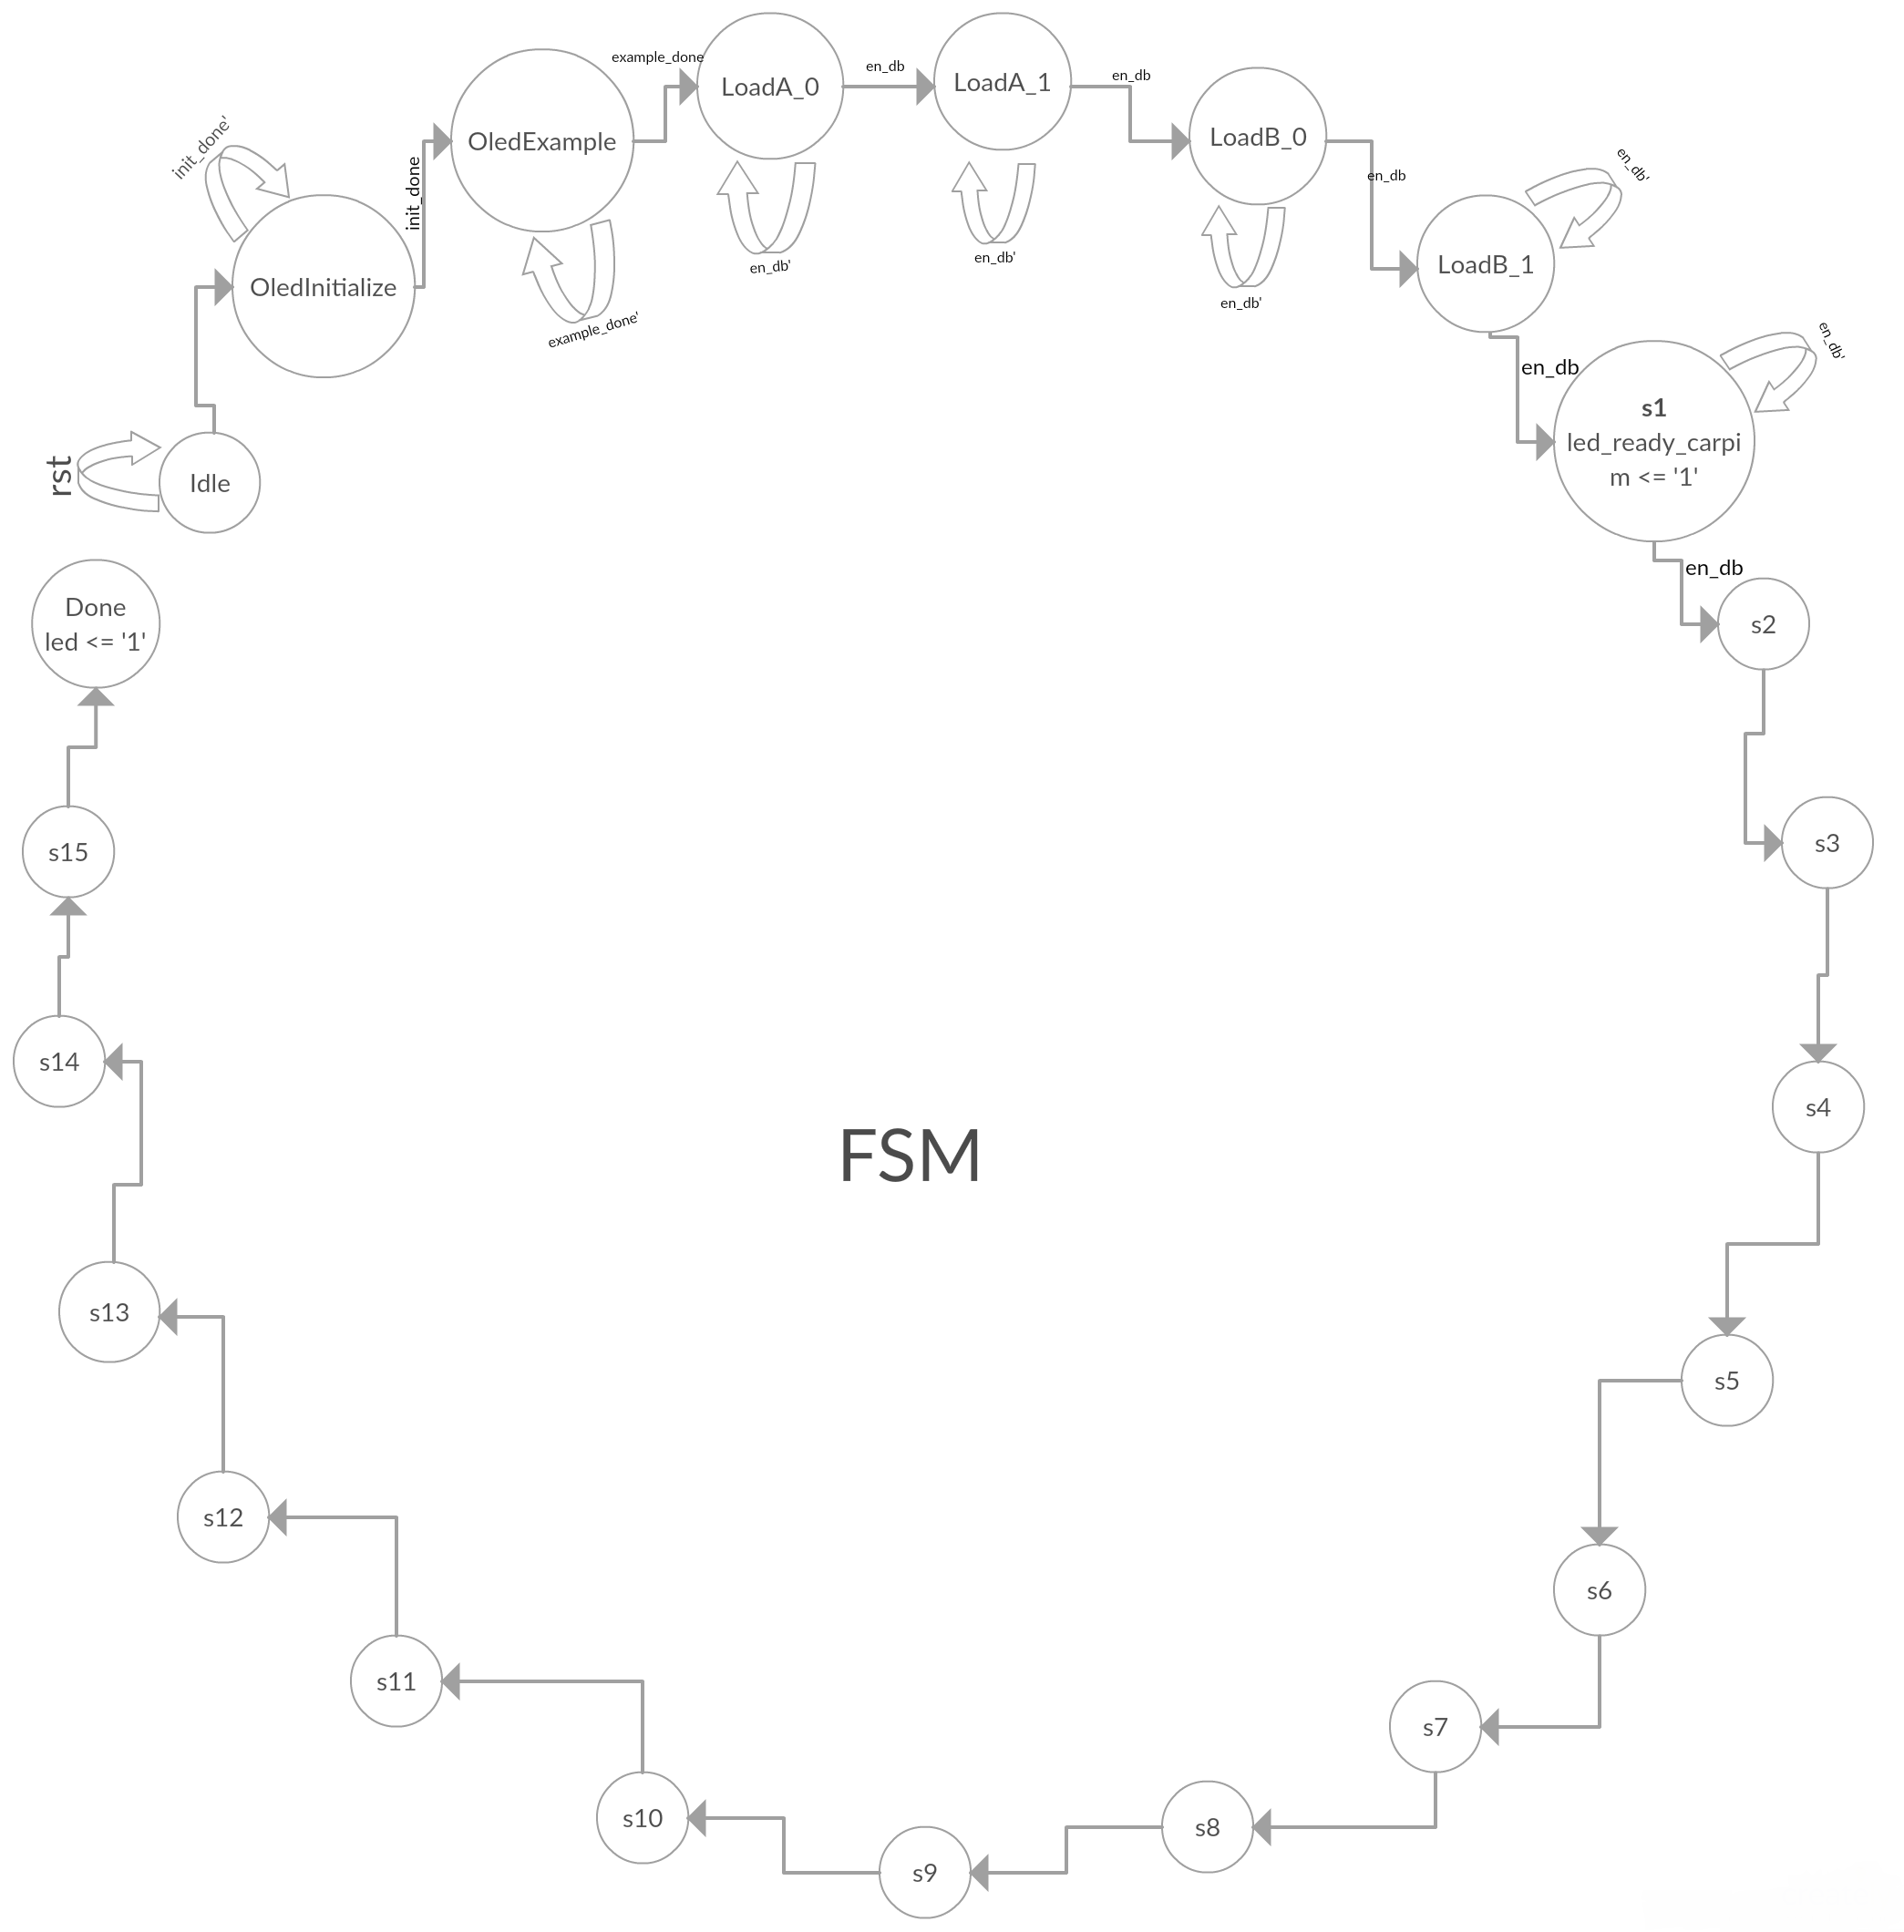 example_done
LoadA_0
en_db
LoadA_1
en_db
LoadB_0
OledExample
init_done'
init_done
en_db
en_db'
LoadB_1
en_db'
en_db'
en_db'
example_done'
OledInitialize
en_db'
en_db
s1
led_ready_carpi
m <= '1'
rst
Idle
en_db
Done
led <= '1'
s2
s3
s15
s14
s4
FSM
s13
s5
s12
s6
s11
s7
s10
s8
s9